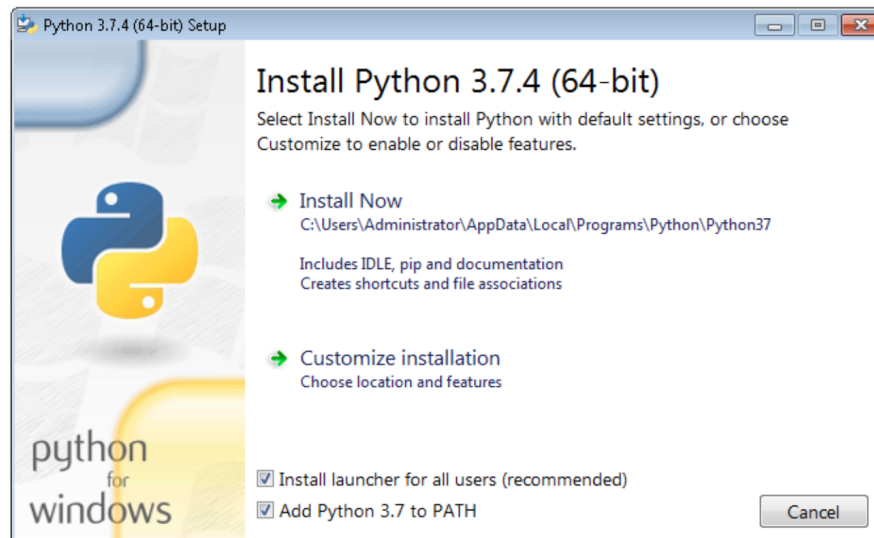 Python 3.7.4 (64-bit) Setup
Install Python 3.7.4 (64-bit)
Select Install Now to install Python with default settings, or choose
Customize to enable or disable features.
Install Now
C:\Users\Administrator\AppData\Local\Programs\Python\Python37
Includes IDLE, pip and documentation
Creates shortcuts and file associations
Customize installation
Choose location and features
python
for
windows
Install launcher for all users (recommended)
Add Python 3.7 to PATH
Cancel